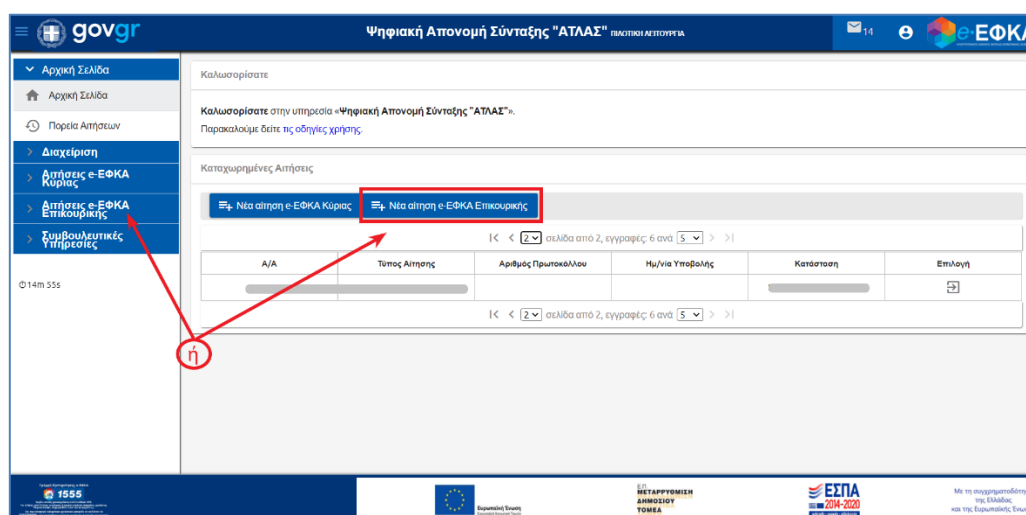 govgr
Ψηφιακή Απονομή Σύνταξης "ΑΤΛΑΣ" ΠΙΛΟΤΙΚΗ ΛΕΙΤΟΥΡΓΙΑ
14
e-ΕΦΚΑ
Αρχική Σελίδα
Αρχική Σελίδα
Πορεία Αιτήσεων
Διαχείριση
Αιτήσεις e-ΕΦΚΑ
Κύριας
Αιτήσεις e-ΕΦΚΑ
Επικουρικής
Συμβουλευτικές
Υπηρεσίες
14m 55s
Καλωσορίσατε
Καλωσορίσατε στην υπηρεσία «Ψηφιακή Απονομή Σύνταξης "ΑΤΛΑΣ"».
Παρακαλούμε δείτε τις οδηγίες χρήσης.
Καταχωρημένες Αιτήσεις
Νέα αίτηση e-ΕΦΚΑ Κύριας
Νέα αίτηση e-ΕΦΚΑ Επικουρικής
2 σελίδα από 2, εγγραφές: 6 ανά 5
Α/Α Τύπος Αίτησης Αριθμός Πρωτοκόλλου Ημ/νία Υποβολής Κατάσταση Επιλογή
2 σελίδα από 2, εγγραφές: 6 ανά 5
ή
1555
Ευρωπαϊκή Ένωση
ΕΠ
ΜΕΤΑΡΡΥΘΜΙΣΗ
ΔΗΜΟΣΙΟΥ
ΤΟΜΕΑ
ΕΣΠΑ
2014-2020
Με τη συγχρηματοδότη
της Ελλάδας
και της Ευρωπαϊκής Ένω